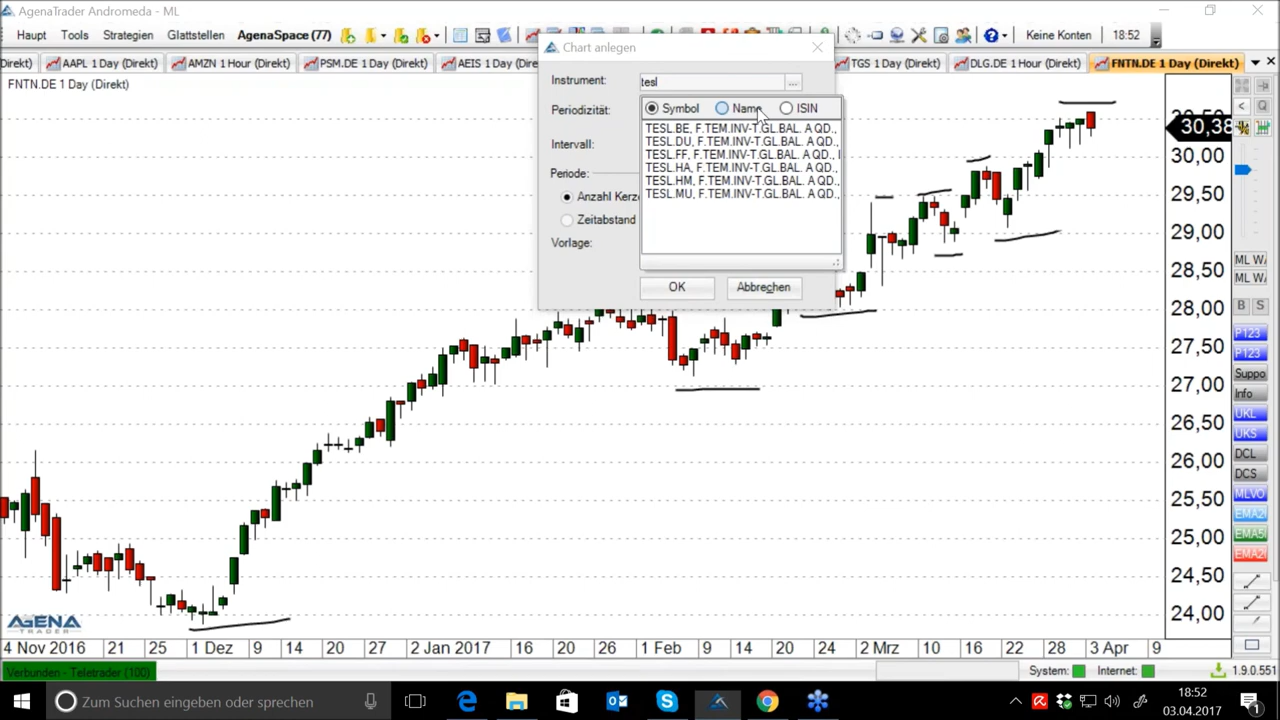 AgenaTrader Andromeda - ML
Haupt Tools Strategien Glattstellen AgenaSpace (77) Keine Konten 18:52
(Direkt) AAPL 1 Day (Direkt) AMZN 1 Hour (Direkt) PSM.DE 1 Day (Direkt) AEIS 1 Day (Direkt) TGS 1 Day (Direkt) DLG.DE 1 Hour (Direkt) FNTN.DE 1 Day (Direkt)
FNTN.DE 1 Day (Direkt)
Chart anlegen
Instrument: tesl ...
Periodizität: Symbol Name ISIN
TESL.BE, F.TEM.INV-T.GL.BAL. A QD.,
TESL.DU, F.TEM.INV-T.GL.BAL. A QD.,
Intervall:
TESL.FF, F.TEM.INV-T.GL.BAL. A QD., I
TESL.HA, F.TEM.INV-T.GL.BAL. A QD.,
Periode:
TESL.HM, F.TEM.INV-T.GL.BAL. A QD.,
TESL.MU, F.TEM.INV-T.GL.BAL. A QD.,
Anzahl Kerze
Zeitabstand
Vorlage:
OK Abbrechen
30,38
30,00
29,50
29,00
28,50
28,00
27,50
27,00
26,50
26,00
25,50
25,00
24,50
24,00
ML WA
ML WA
B S
P123
P123
Suppo
Info
UKL
UKS
DCL
DCS
MLVO
EMA20
EMA5
EMA20
AGENA
TRADER
4 Nov 2016 21 25 1 Dez 9 14 20 27 2 Jan 2017 16 20 26 1 Feb 9 14 20 2 Mrz 10 16 22 28 3 Apr 9
Verbunden - Teletrader (100) System: Internet: 1.9.0.551
Zum Suchen eingeben oder sprechen
18:52
03.04.2017